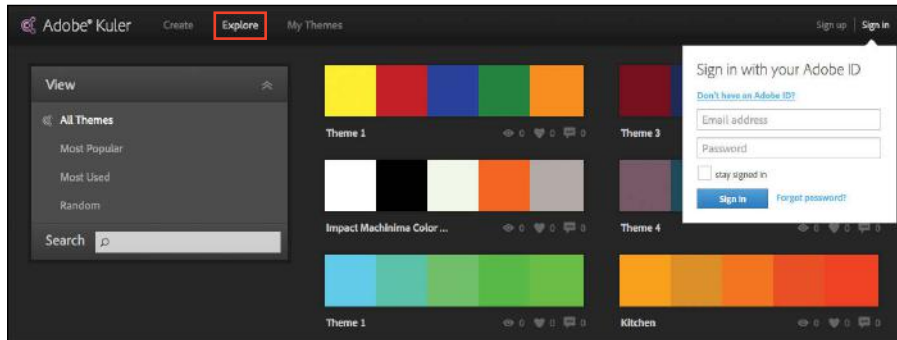 Adobe® Kuler Create Explore My Themes Sign up Sign in
View
All Themes
Most Popular
Most Used
Random
Search
Theme 1 0 0 0
Impact Machinima Color ... 0 0 0
Theme 1 0 0 0
Theme 3
Theme 4 0 0 0
Kitchen 0 0 0
Sign in with your Adobe ID
Don't have an Adobe ID?
Email address
Password
stay signed in
Sign in Forgot password?